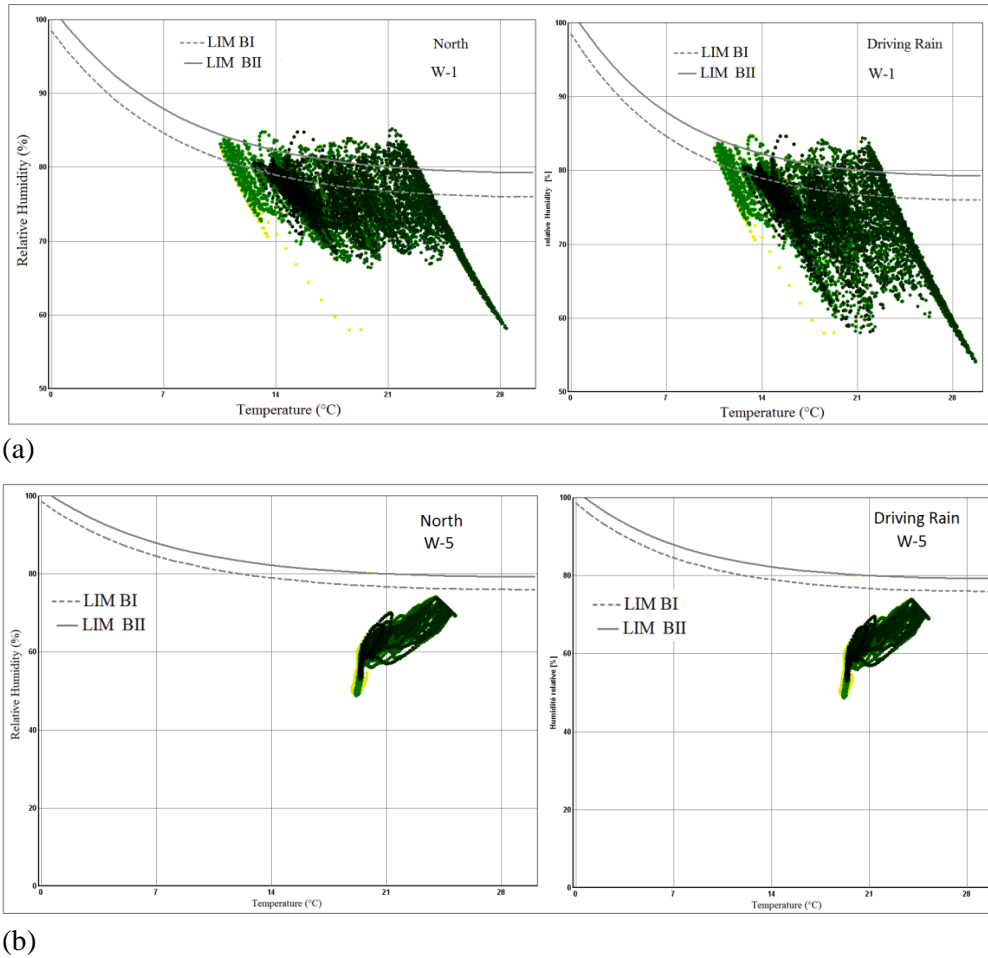 100
90
80
70
60
50
0
7
14
21
28
Relative Humidity (%)
Temperature (°C)
LIM BI
LIM BII
North
W-1
100
90
80
70
60
50
0
7
14
21
28
relative Humidity [%]
Temperature (°C)
LIM BI
LIM BII
Driving Rain
W-1
(a)
100
80
60
40
20
0
0
7
14
21
28
Relative Humidity (%)
Temperature (°C)
LIM BI
LIM BII
North
W-5
100
80
60
40
20
0
0
7
14
21
28
Humidité relative [%]
Temperature (°C)
LIM BI
LIM BII
Driving Rain
W-5
(b)